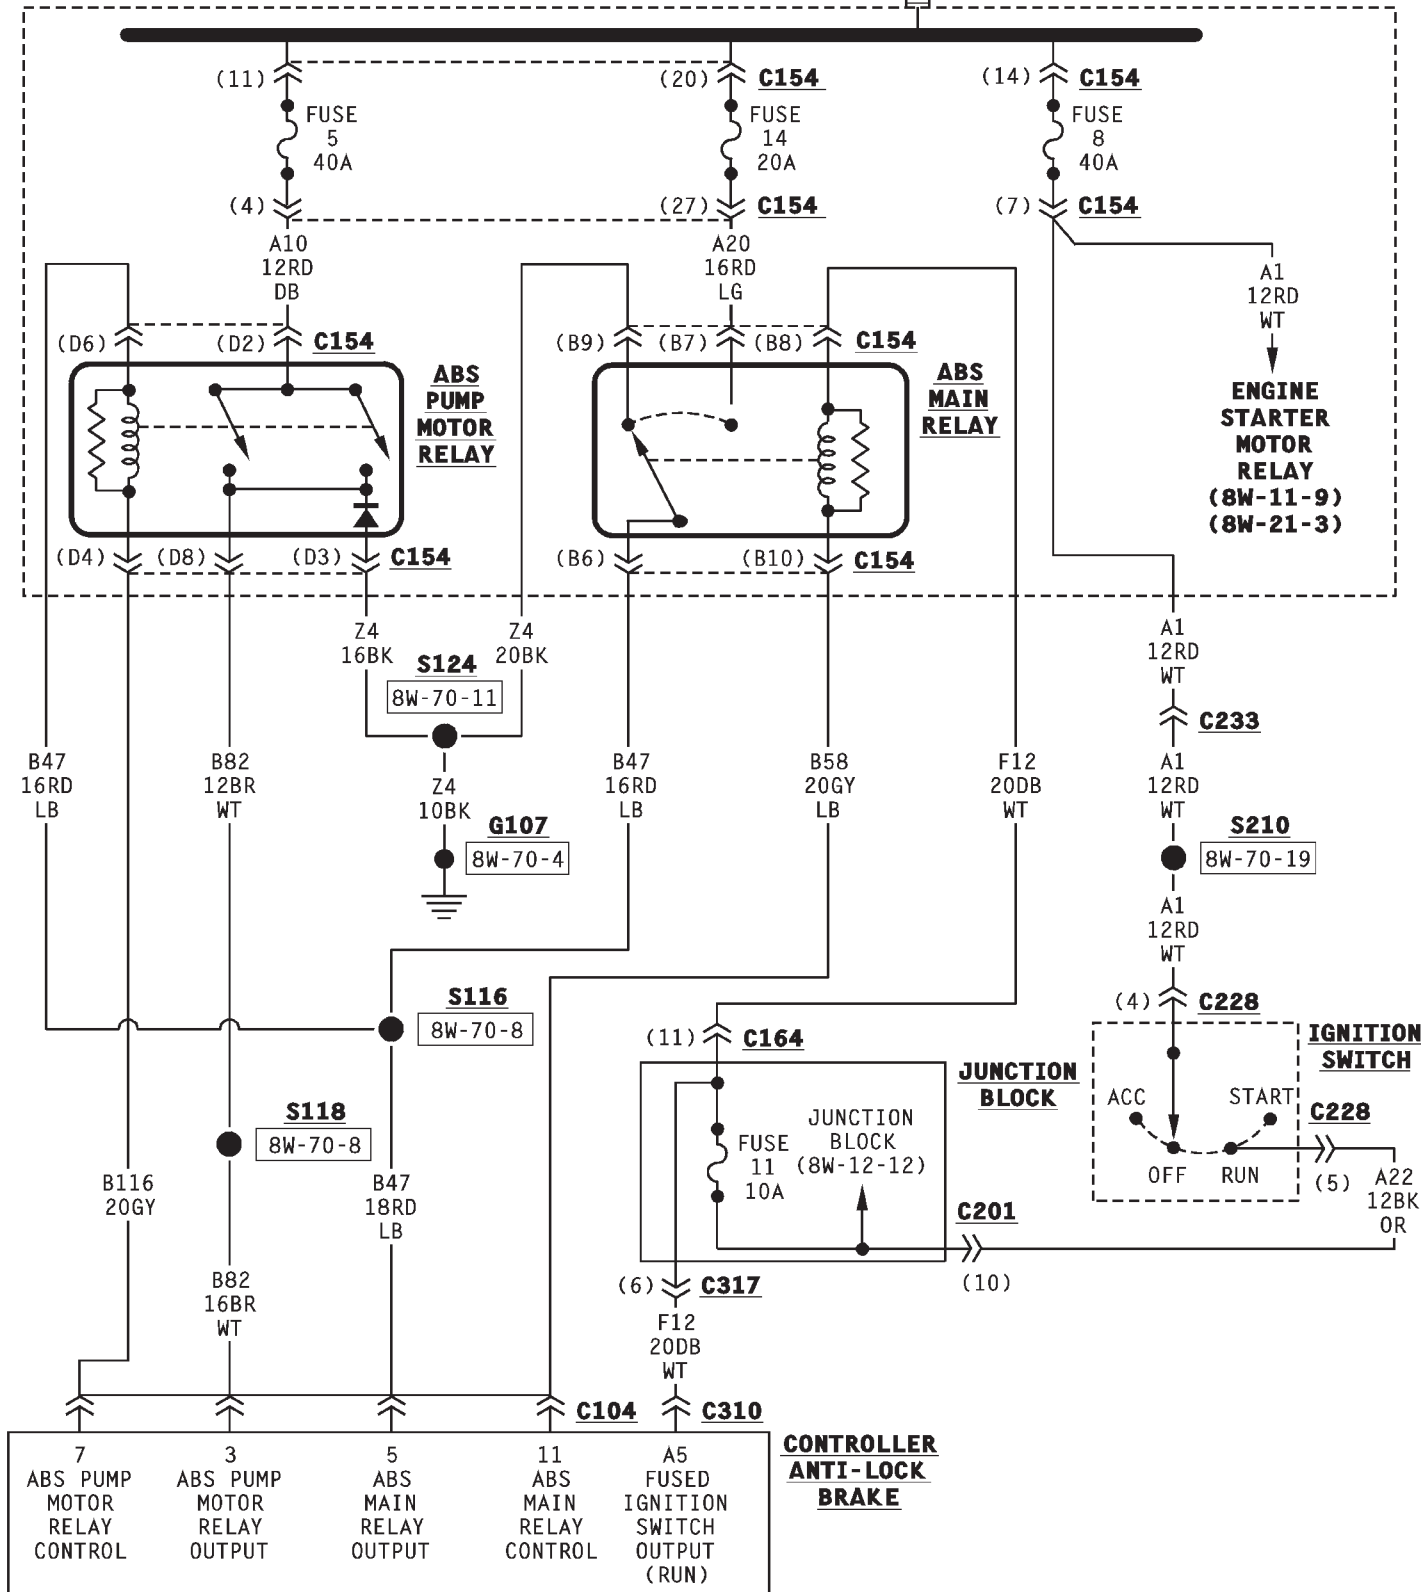 (11)
(20)
C154
(14)
C154
FUSE
5
40A
FUSE
14
20A
FUSE
8
40A
(4)
(27)
C154
(7)
C154
A10
12RD
DB
A20
16RD
LG
A1
12RD
WT
(D6)
(D2)
C154
(B9)
(B7)
(B8)
C154
ABS
PUMP
MOTOR
RELAY
ABS
MAIN
RELAY
ENGINE
STARTER
MOTOR
RELAY
(8W-11-9)
(8W-21-3)
(D4)
(D8)
(D3)
C154
(B6)
(B10)
C154
Z4
16BK
Z4
20BK
A1
12RD
WT
S124
8W-70-11
C233
B47
16RD
LB
B82
12BR
WT
Z4
10BK
B47
16RD
LB
B58
20GY
LB
F12
20DB
WT
A1
12RD
WT
G107
8W-70-4
S210
8W-70-19
A1
12RD
WT
S116
8W-70-8
(4)
C228
(11)
C164
IGNITION
SWITCH
JUNCTION
BLOCK
ACC
START
C228
OFF
RUN
(5)
S118
8W-70-8
FUSE
11
10A
JUNCTION
BLOCK
(8W-12-12)
A22
12BK
OR
B116
20GY
B47
18RD
LB
C201
(10)
B82
16BR
WT
(6)
C317
F12
20DB
WT
C104
C310
7
ABS PUMP
MOTOR
RELAY
CONTROL
3
ABS PUMP
MOTOR
RELAY
OUTPUT
5
ABS
MAIN
RELAY
OUTPUT
11
ABS
MAIN
RELAY
CONTROL
A5
FUSED
IGNITION
SWITCH
OUTPUT
(RUN)
CONTROLLER
ANTI-LOCK
BRAKE